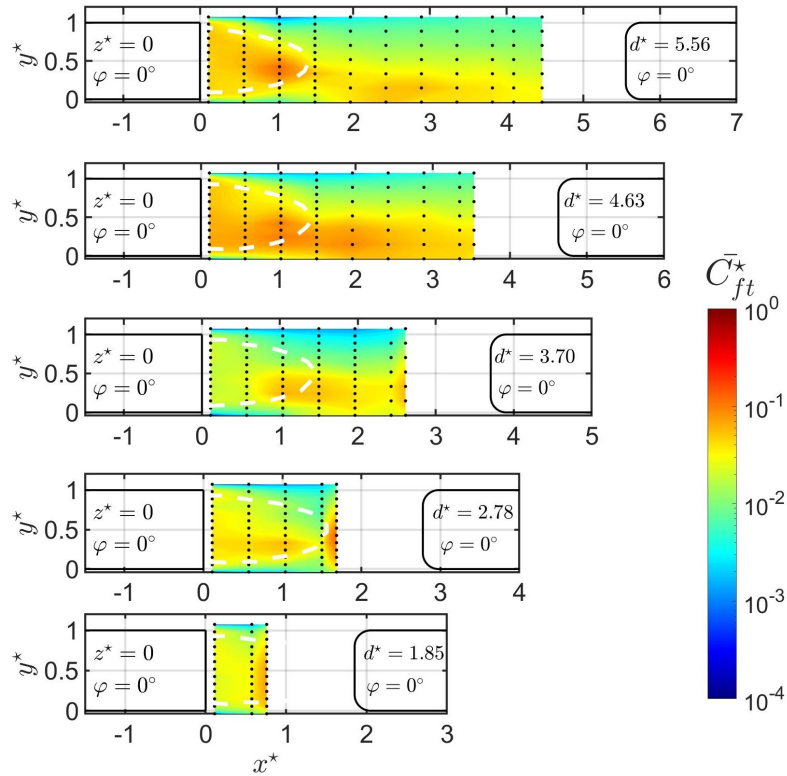 1
0.5
0
y*
z* = 0
φ = 0°
d* = 5.56
φ = 0°
-1 0 1 2 3 4 5 6 7
1
0.5
0
y*
z* = 0
φ = 0°
d* = 4.63
φ = 0°
-1 0 1 2 3 4 5 6
C̄*ft
10^0
10^-1
10^-2
10^-3
10^-4
1
0.5
0
y*
z* = 0
φ = 0°
d* = 3.70
φ = 0°
-1 0 1 2 3 4 5
1
0.5
0
y*
z* = 0
φ = 0°
d* = 2.78
φ = 0°
-1 0 1 2 3 4
1
0.5
0
y*
z* = 0
φ = 0°
d* = 1.85
φ = 0°
-1 0 1 2 3
x*